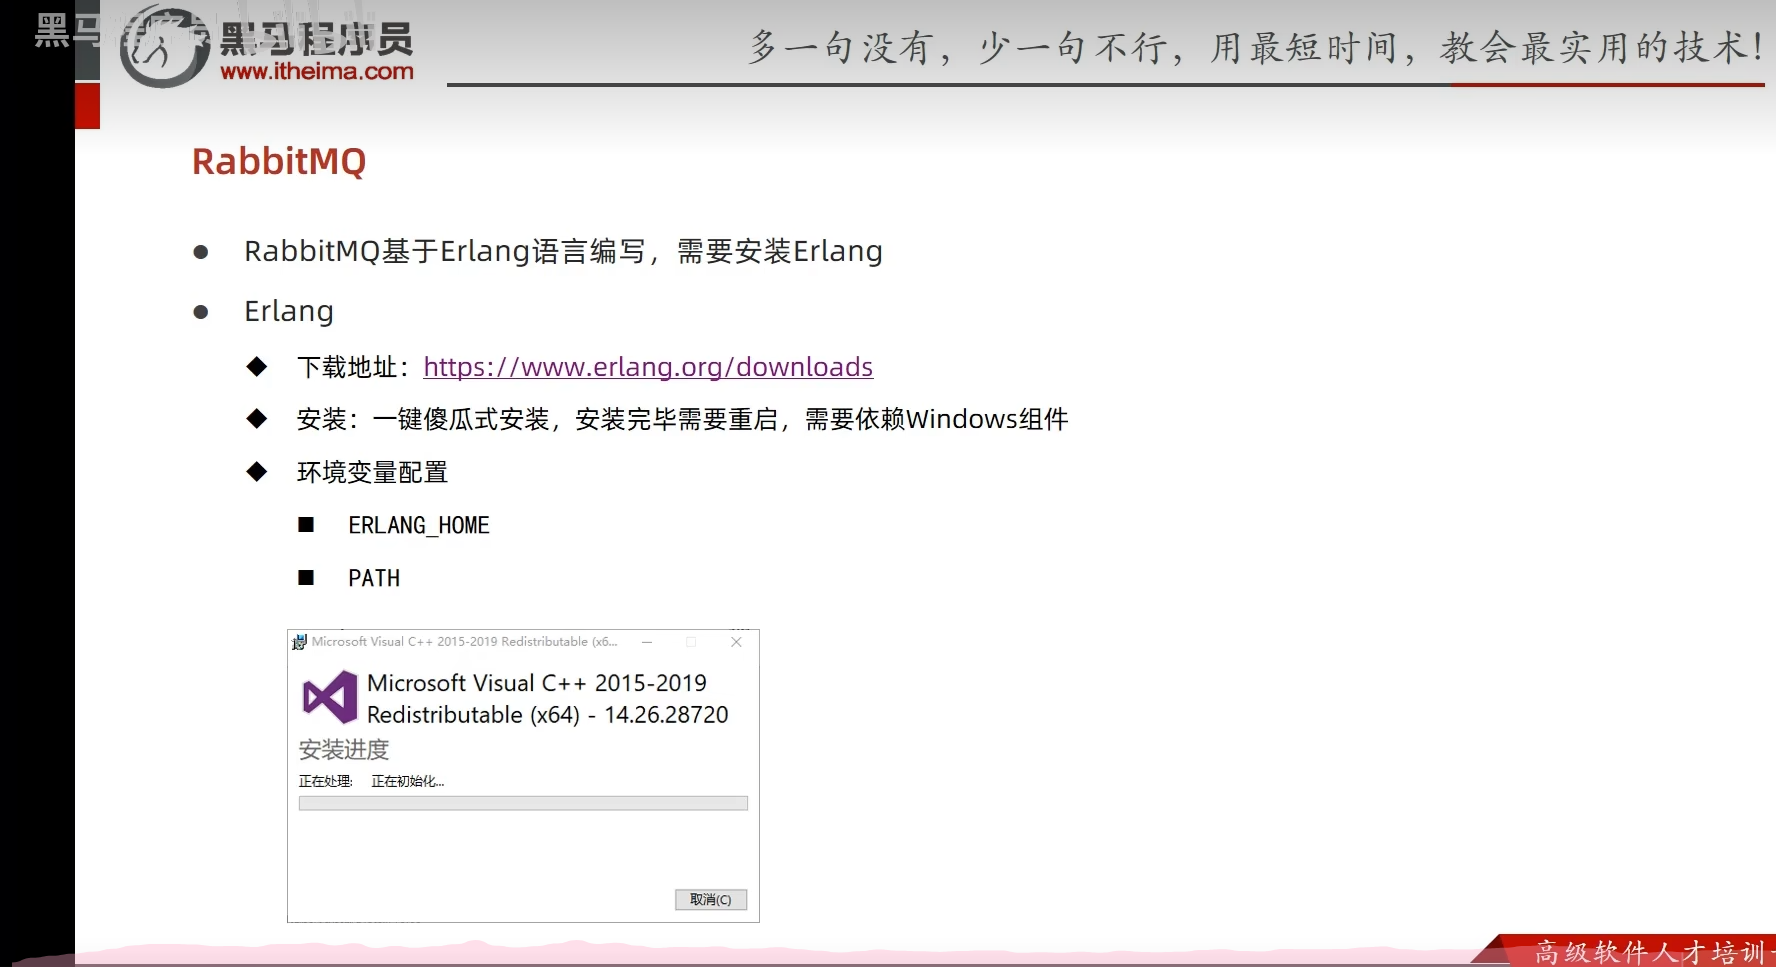 黑马程序员
www.itheima.com
多一句没有，少一句不行，用最短时间，教会最实用的技术！
RabbitMQ
● RabbitMQ基于Erlang语言编写，需要安装Erlang
● Erlang
◆ 下载地址：https://www.erlang.org/downloads
◆ 安装：一键傻瓜式安装，安装完毕需要重启，需要依赖Windows组件
◆ 环境变量配置
■ ERLANG_HOME
■ PATH
Microsoft Visual C++ 2015-2019 Redistributable (x6...
Microsoft Visual C++ 2015-2019
Redistributable (x64) - 14.26.28720
安装进度
正在处理: 正在初始化...
取消(C)
高级软件人才培训